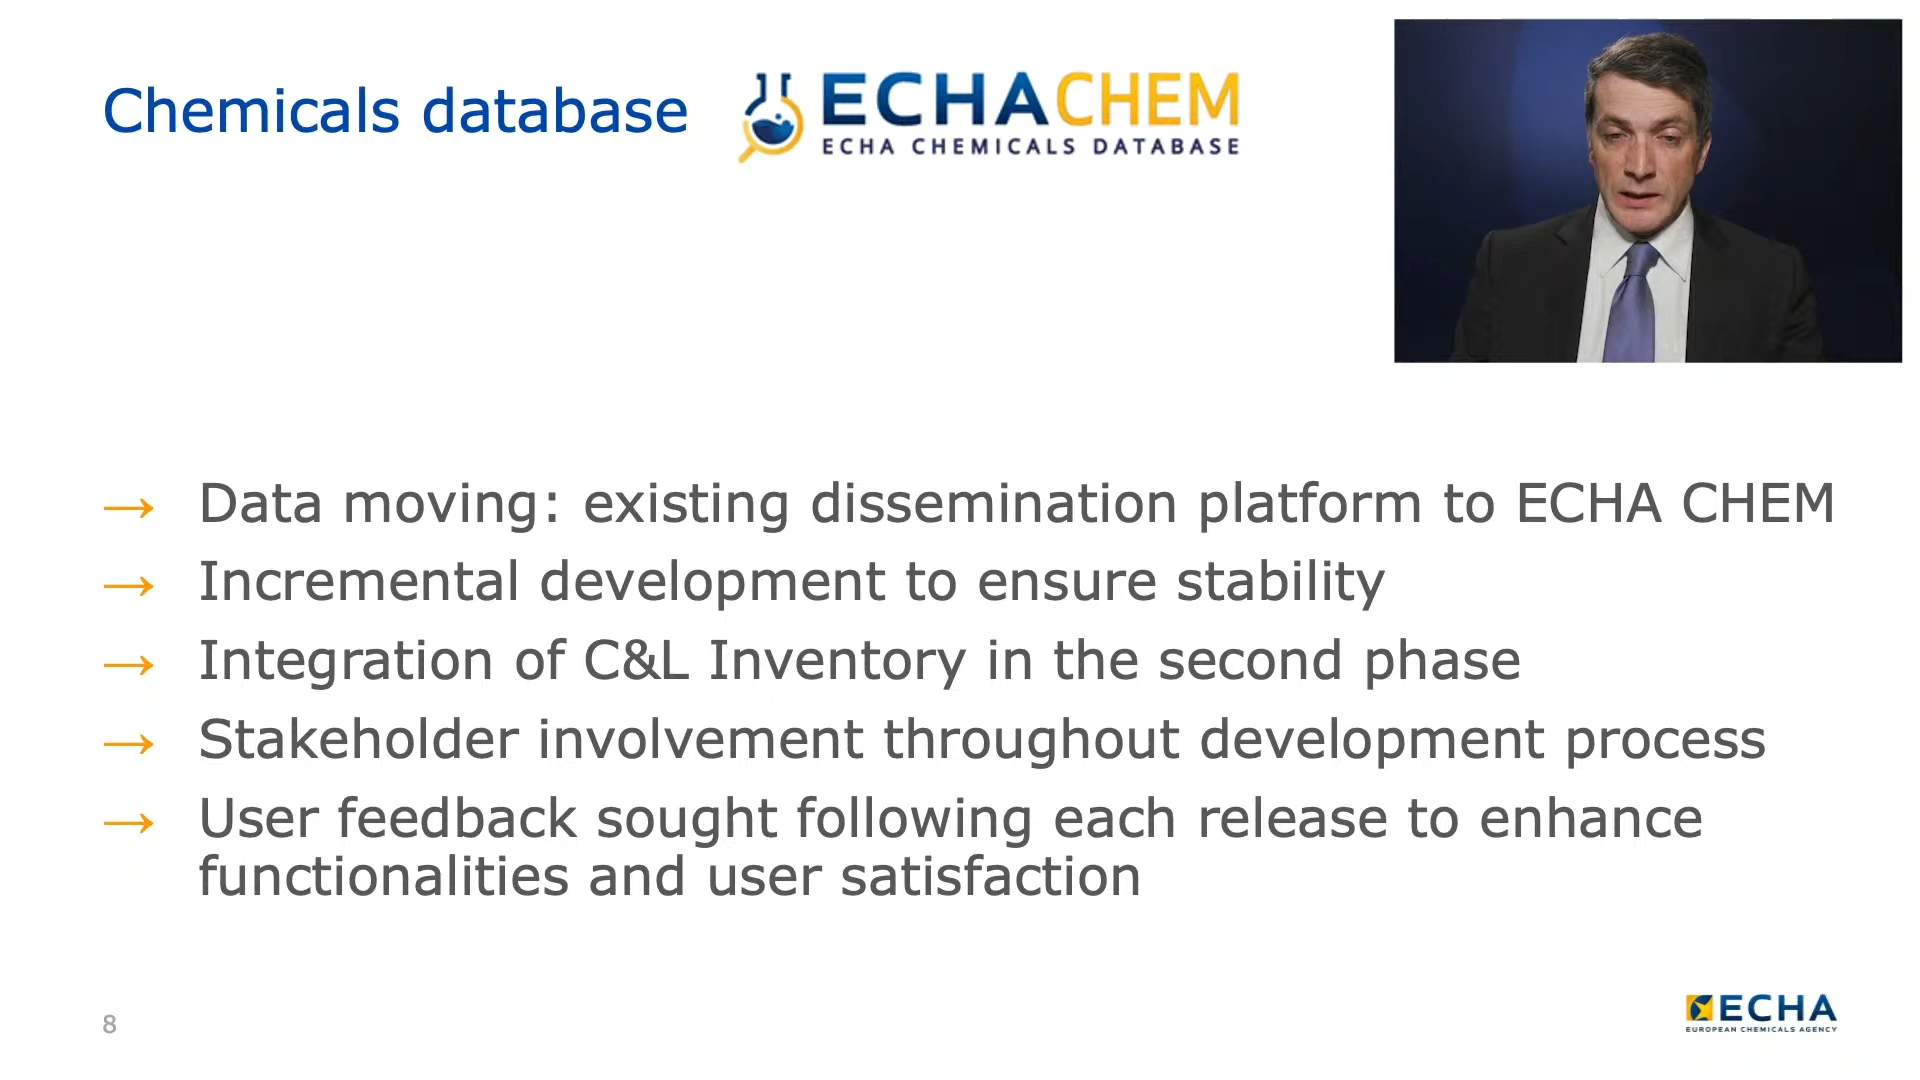 Chemicals database
ECHACHEM
ECHA CHEMICALS DATABASE
→ Data moving: existing dissemination platform to ECHA CHEM
→ Incremental development to ensure stability
→ Integration of C&L Inventory in the second phase
→ Stakeholder involvement throughout development process
→ User feedback sought following each release to enhance
functionalities and user satisfaction
8
ECHA
EUROPEAN CHEMICALS AGENCY